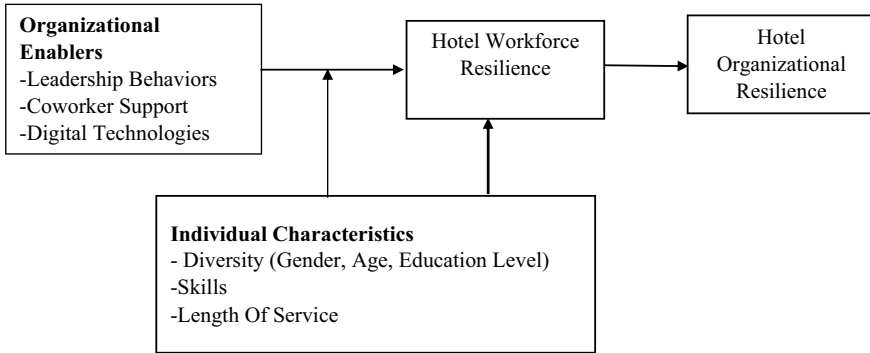 Organizational
Enablers
-Leadership Behaviors
-Coworker Support
-Digital Technologies
Hotel Workforce
Resilience
Hotel
Organizational
Resilience
Individual Characteristics
- Diversity (Gender, Age, Education Level)
-Skills
-Length Of Service